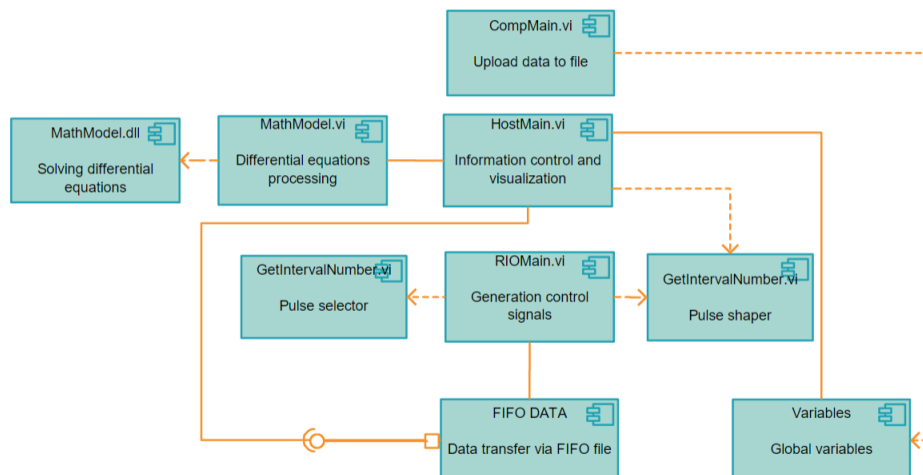 CompMain.vi
Upload data to file
MathModel.dll
Solving differential
equations
MathModel.vi
Differential equations
processing
HostMain.vi
Information control and
visualization
GetIntervalNumber.vi
Pulse selector
RIOMain.vi
Generation control
signals
GetIntervalNumber.vi
Pulse shaper
FIFO DATA
Data transfer via FIFO file
Variables
Global variables